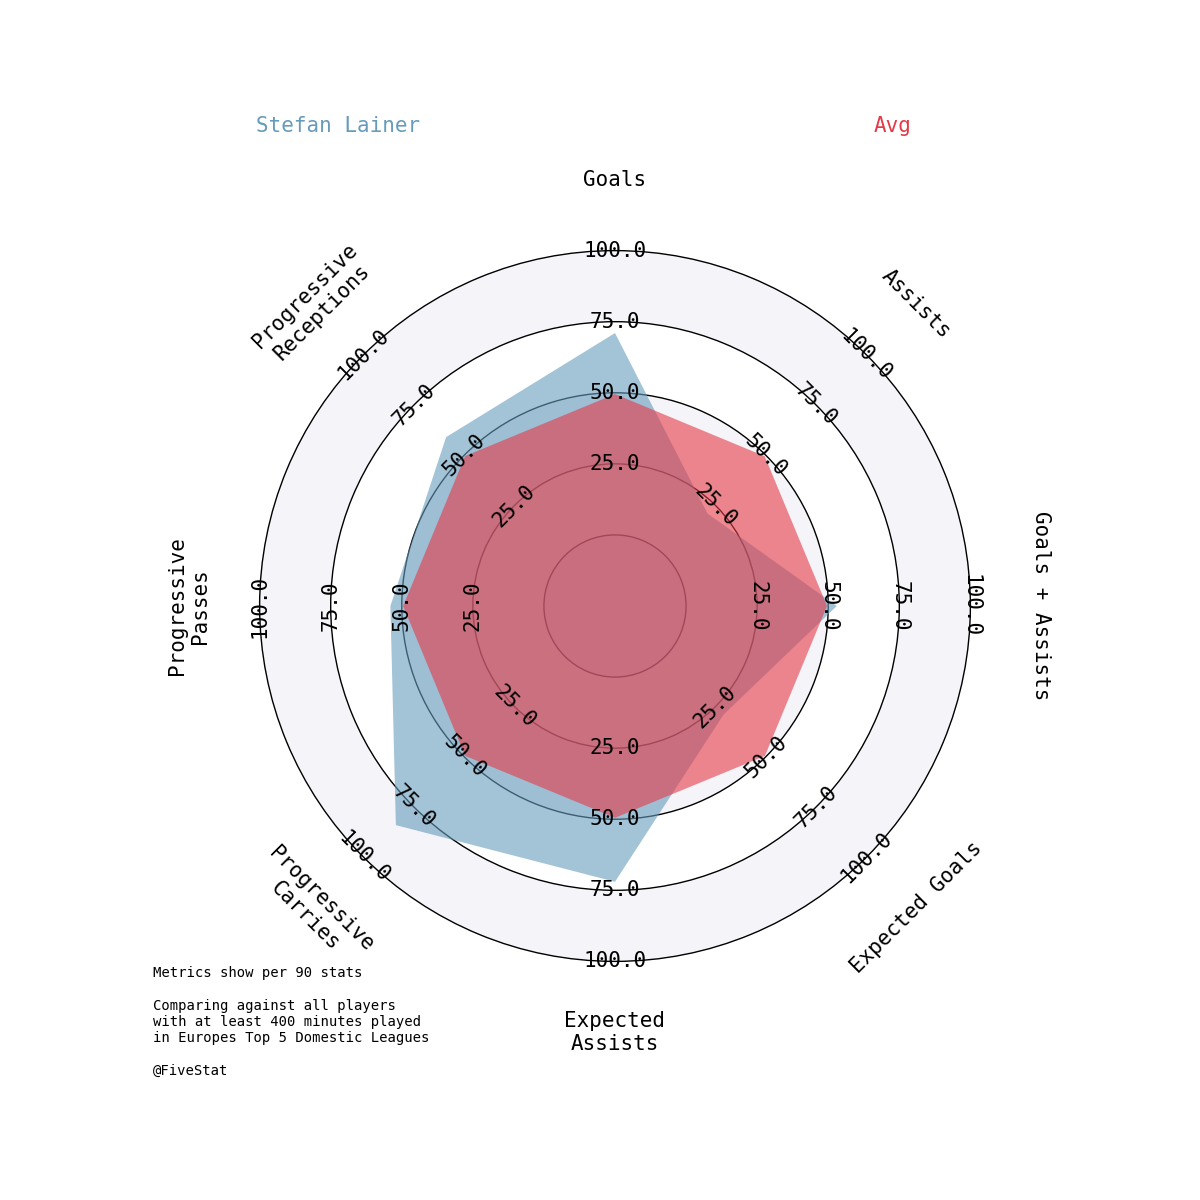 Stefan Lainer
Avg
Goals
Assists
Goals + Assists
Expected Goals
Expected
Assists
Progressive
Carries
Progressive
Passes
Progressive
Receptions
100.0
75.0
50.0
25.0
100.0
75.0
50.0
25.0
100.0
75.0
50.0
25.0
100.0
75.0
50.0
25.0
100.0
75.0
50.0
25.0
100.0
75.0
50.0
25.0
100.0
75.0
50.0
25.0
100.0
75.0
50.0
25.0
Metrics show per 90 stats
Comparing against all players
with at least 400 minutes played
in Europes Top 5 Domestic Leagues
@FiveStat